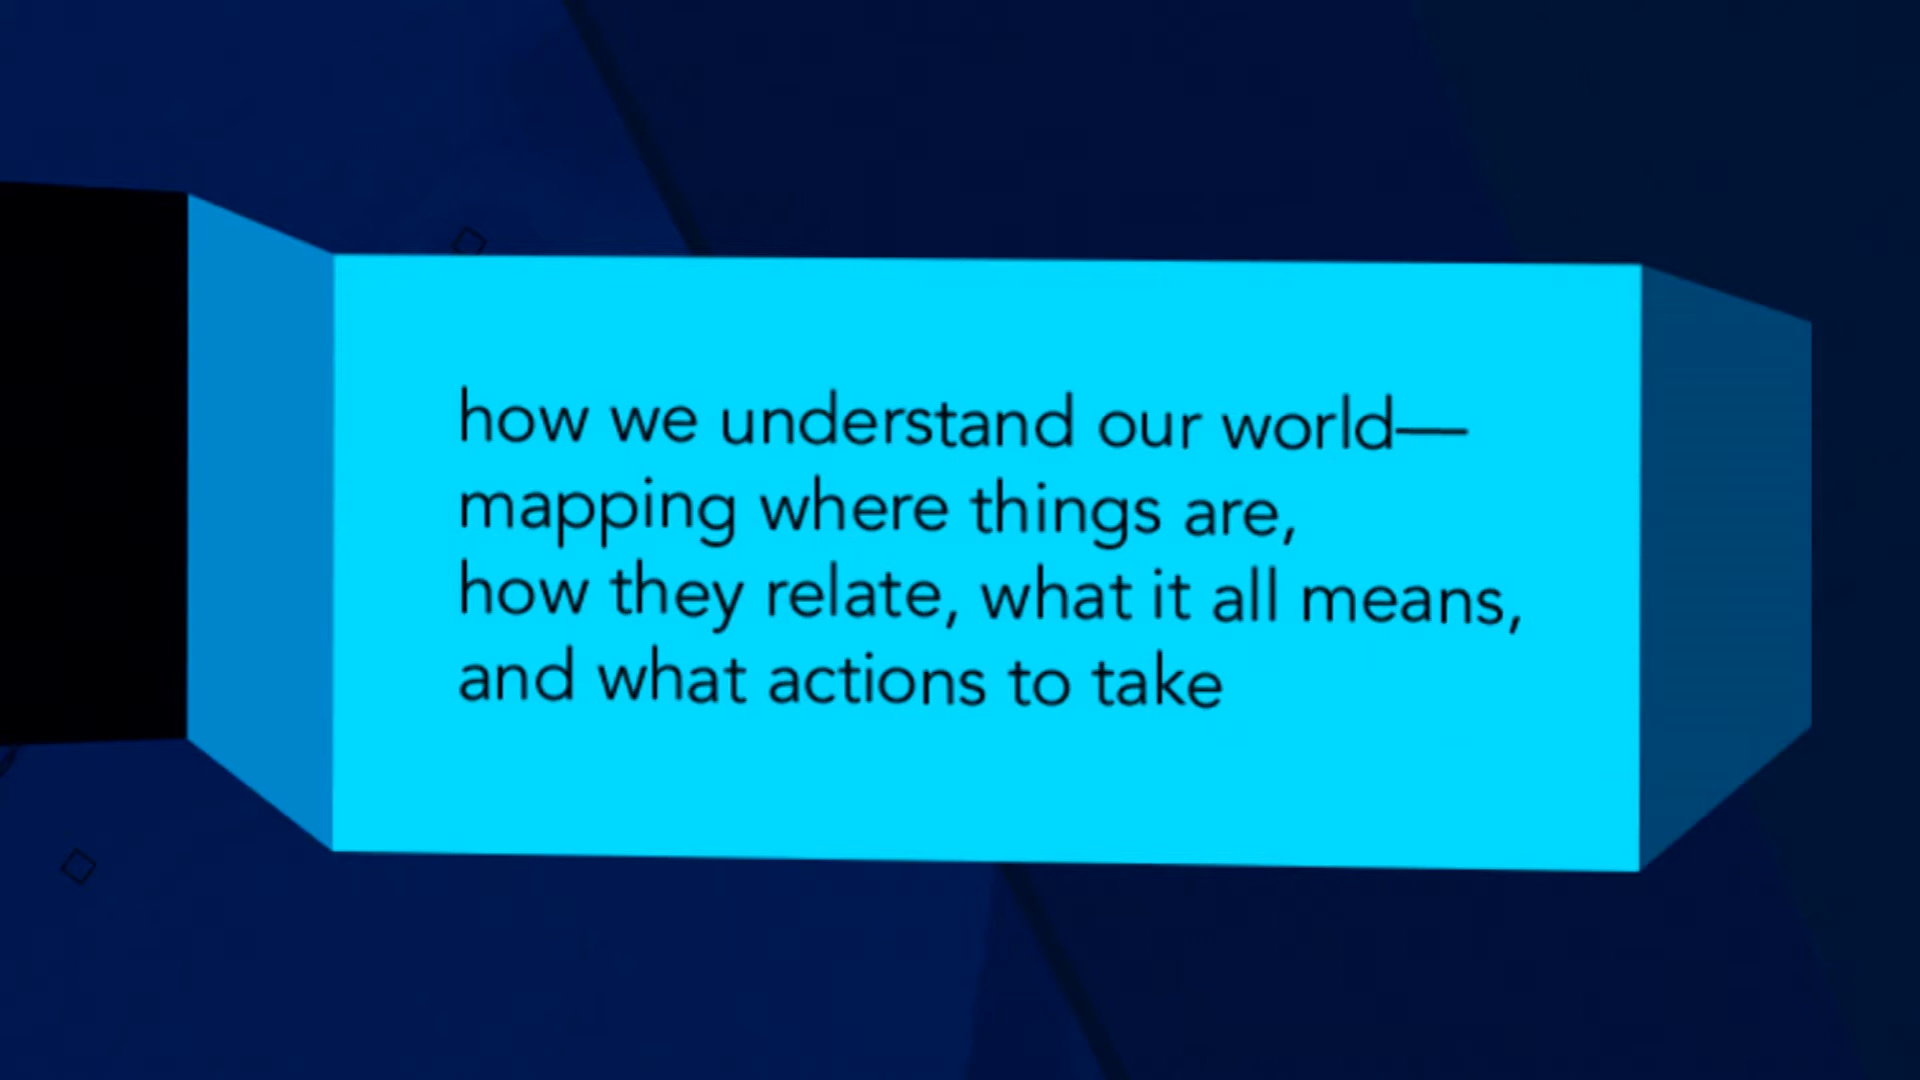 how we understand our world—
mapping where things are,
how they relate, what it all means,
and what actions to take